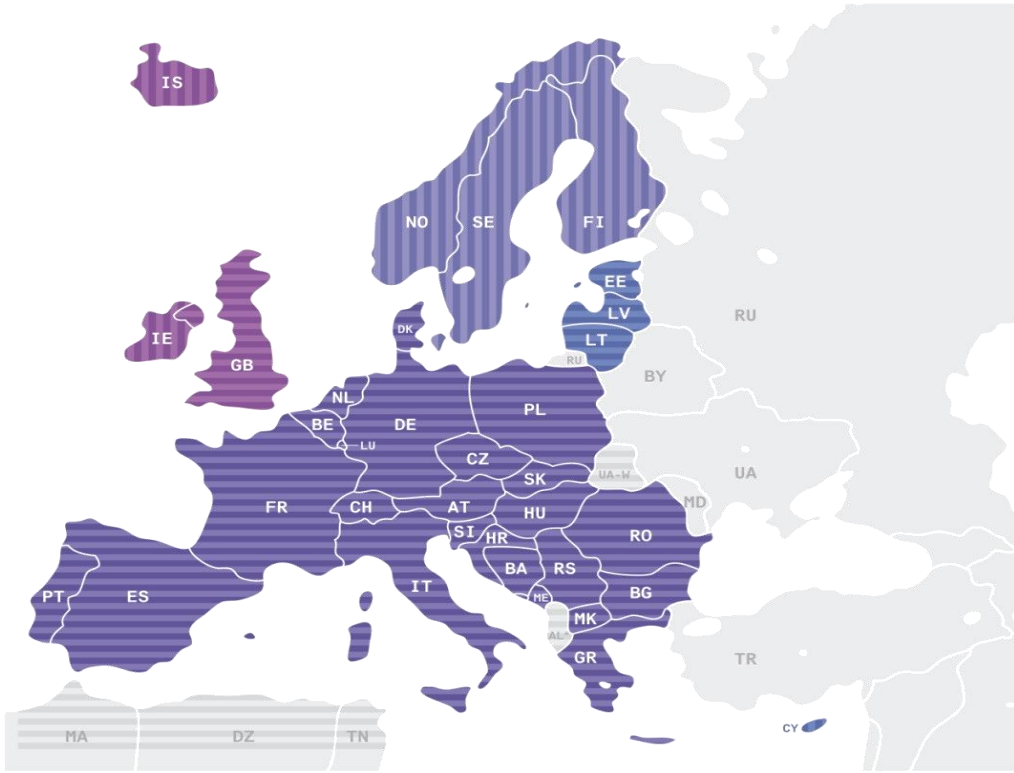 IS
NO
SE
FI
EE
LV
LT
RU
RU
DK
IE
GB
BY
NL
BE
LU
DE
PL
CZ
SK
UA-W
UA
MD
FR
CH
AT
HU
SI
HR
RO
BA
RS
ME
BG
PT
ES
IT
MK
AL*
GR
TR
CY
MA
DZ
TN